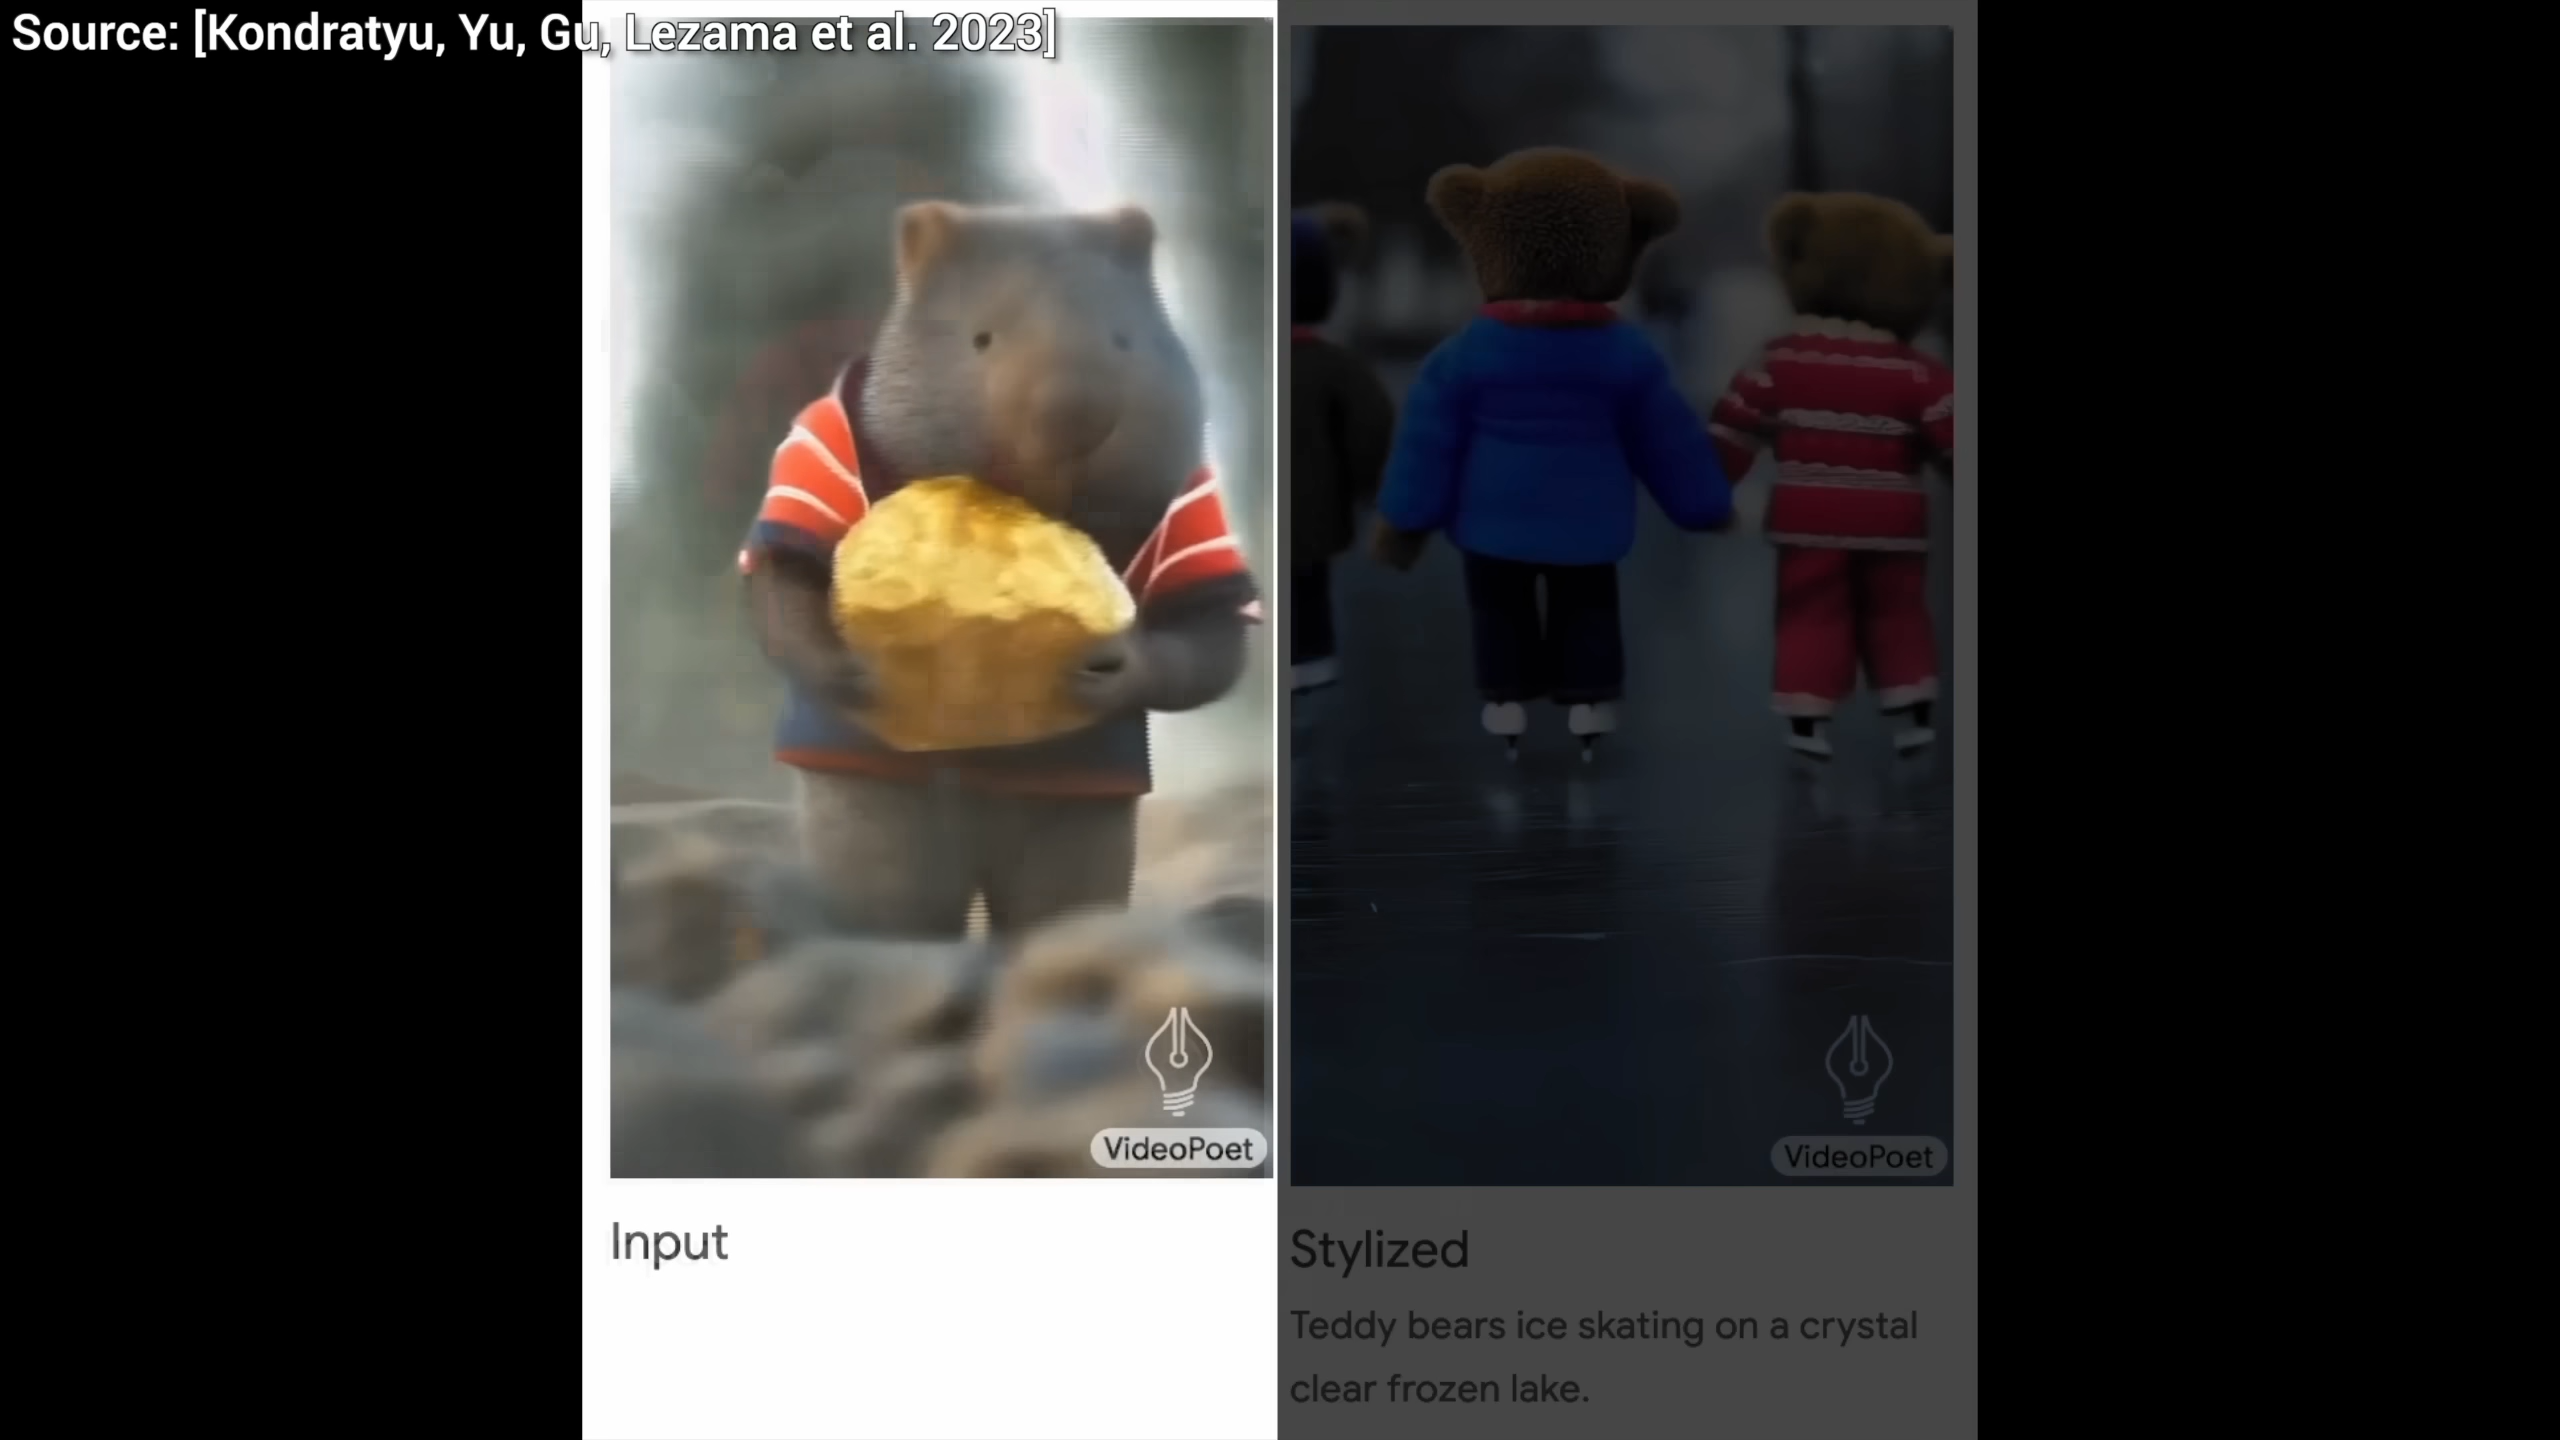 Source: [Kondratyu, Yu, Gu, Lezama et al. 2023]
VideoPoet
Input
VideoPoet
Stylized
Teddy bears ice skating on a crystal
clear frozen lake.